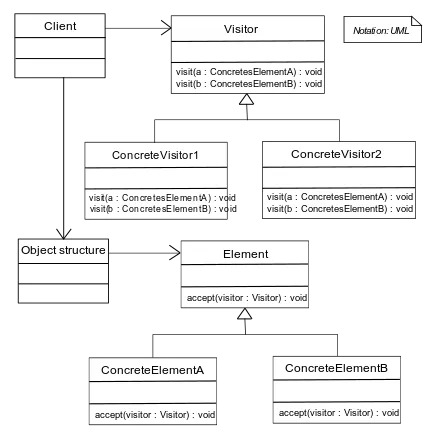 Client
Visitor
Notation: UML
visit(a : ConcretesElementA) : void
visit(b : ConcretesElementB) : void
ConcreteVisitor1
ConcreteVisitor2
visit(a : ConcretesElementA) : void
visit(b : ConcretesElementB) : void
visit(a : ConcretesElementA) : void
visit(b : ConcretesElementB) : void
Object structure
Element
accept(visitor : Visitor) : void
ConcreteElementA
ConcreteElementB
accept(visitor : Visitor) : void
accept(visitor : Visitor) : void